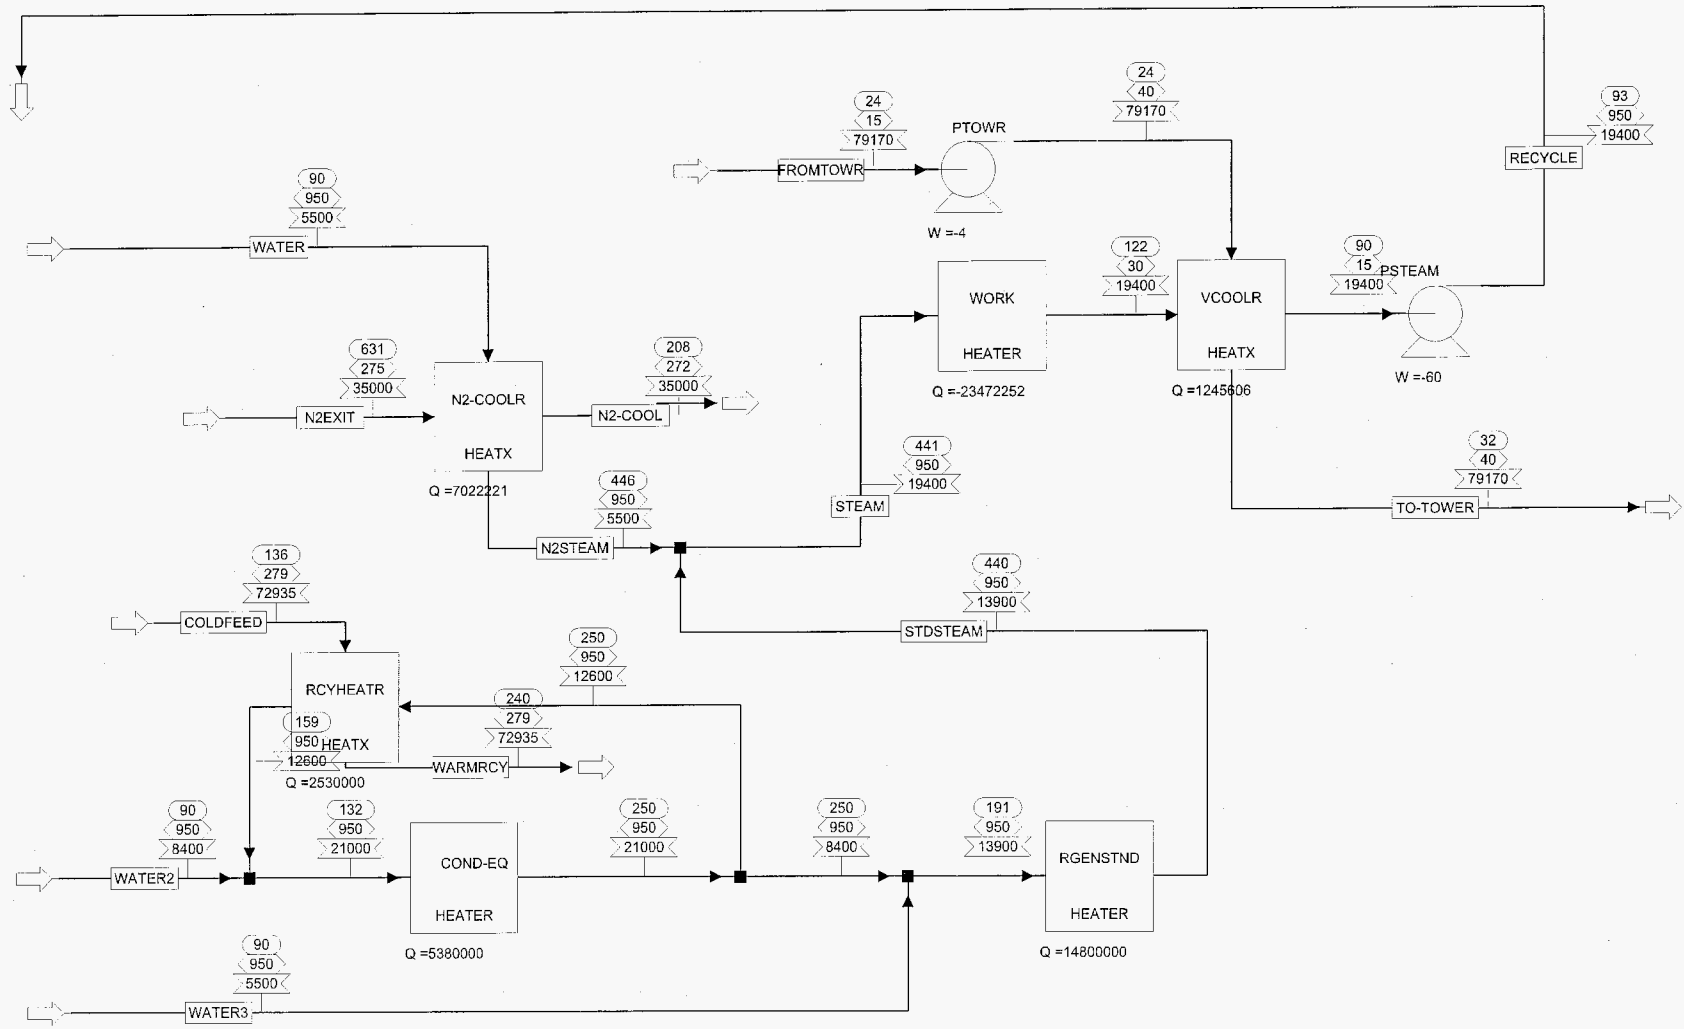 24
40
79170
24
15
79170
PTOWR
FROMTOWR
W =-4
93
950
19400
RECYCLE
90
950
5500
WATER
122
30
19400
90
15
19400
PSTEAM
WORK
HEATER
Q =-23472252
VCOOLR
HEATX
Q =1245606
W =-60
631
275
35000
N2EXIT
N2-COOLR
HEATX
Q =7022221
208
272
35000
N2-COOL
441
950
19400
STEAM
32
40
79170
TO-TOWER
446
950
5500
N2STEAM
136
279
72935
COLDFEED
440
950
13900
STDSTEAM
250
950
12600
RCYHEATR
HEATX
159
950
12600
Q =2530000
240
279
72935
WARMRCY
90
950
8400
WATER2
132
950
21000
COND-EQ
HEATER
Q =5380000
250
950
21000
250
950
8400
191
950
13900
RGENSTND
HEATER
Q =14800000
90
950
5500
WATER3